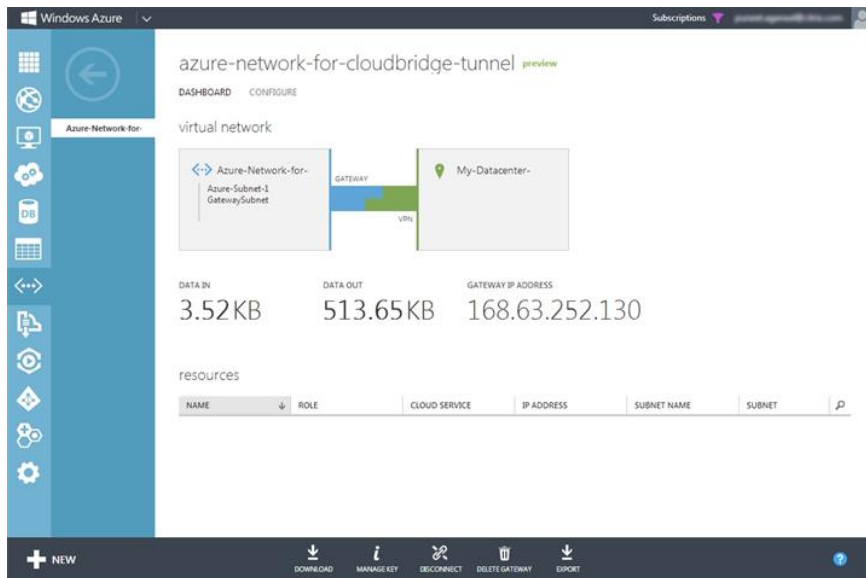 Windows Azure
Subscriptions
azure-network-for-cloudbridge-tunnel preview
DASHBOARD CONFIGURE
Azure-Network-for-
virtual network
Azure-Network-for-
Azure-Subnet-1
GatewaySubnet
GATEWAY
VPN
My-Datacenter-
DATA IN DATA OUT GATEWAY IP ADDRESS
3.52KB 513.65KB 168.63.252.130
resources
NAME ROLE CLOUD SERVICE IP ADDRESS SUBNET NAME SUBNET
DB
NEW
DOWNLOAD MANAGE KEY DISCONNECT DELETE GATEWAY EXPORT
?